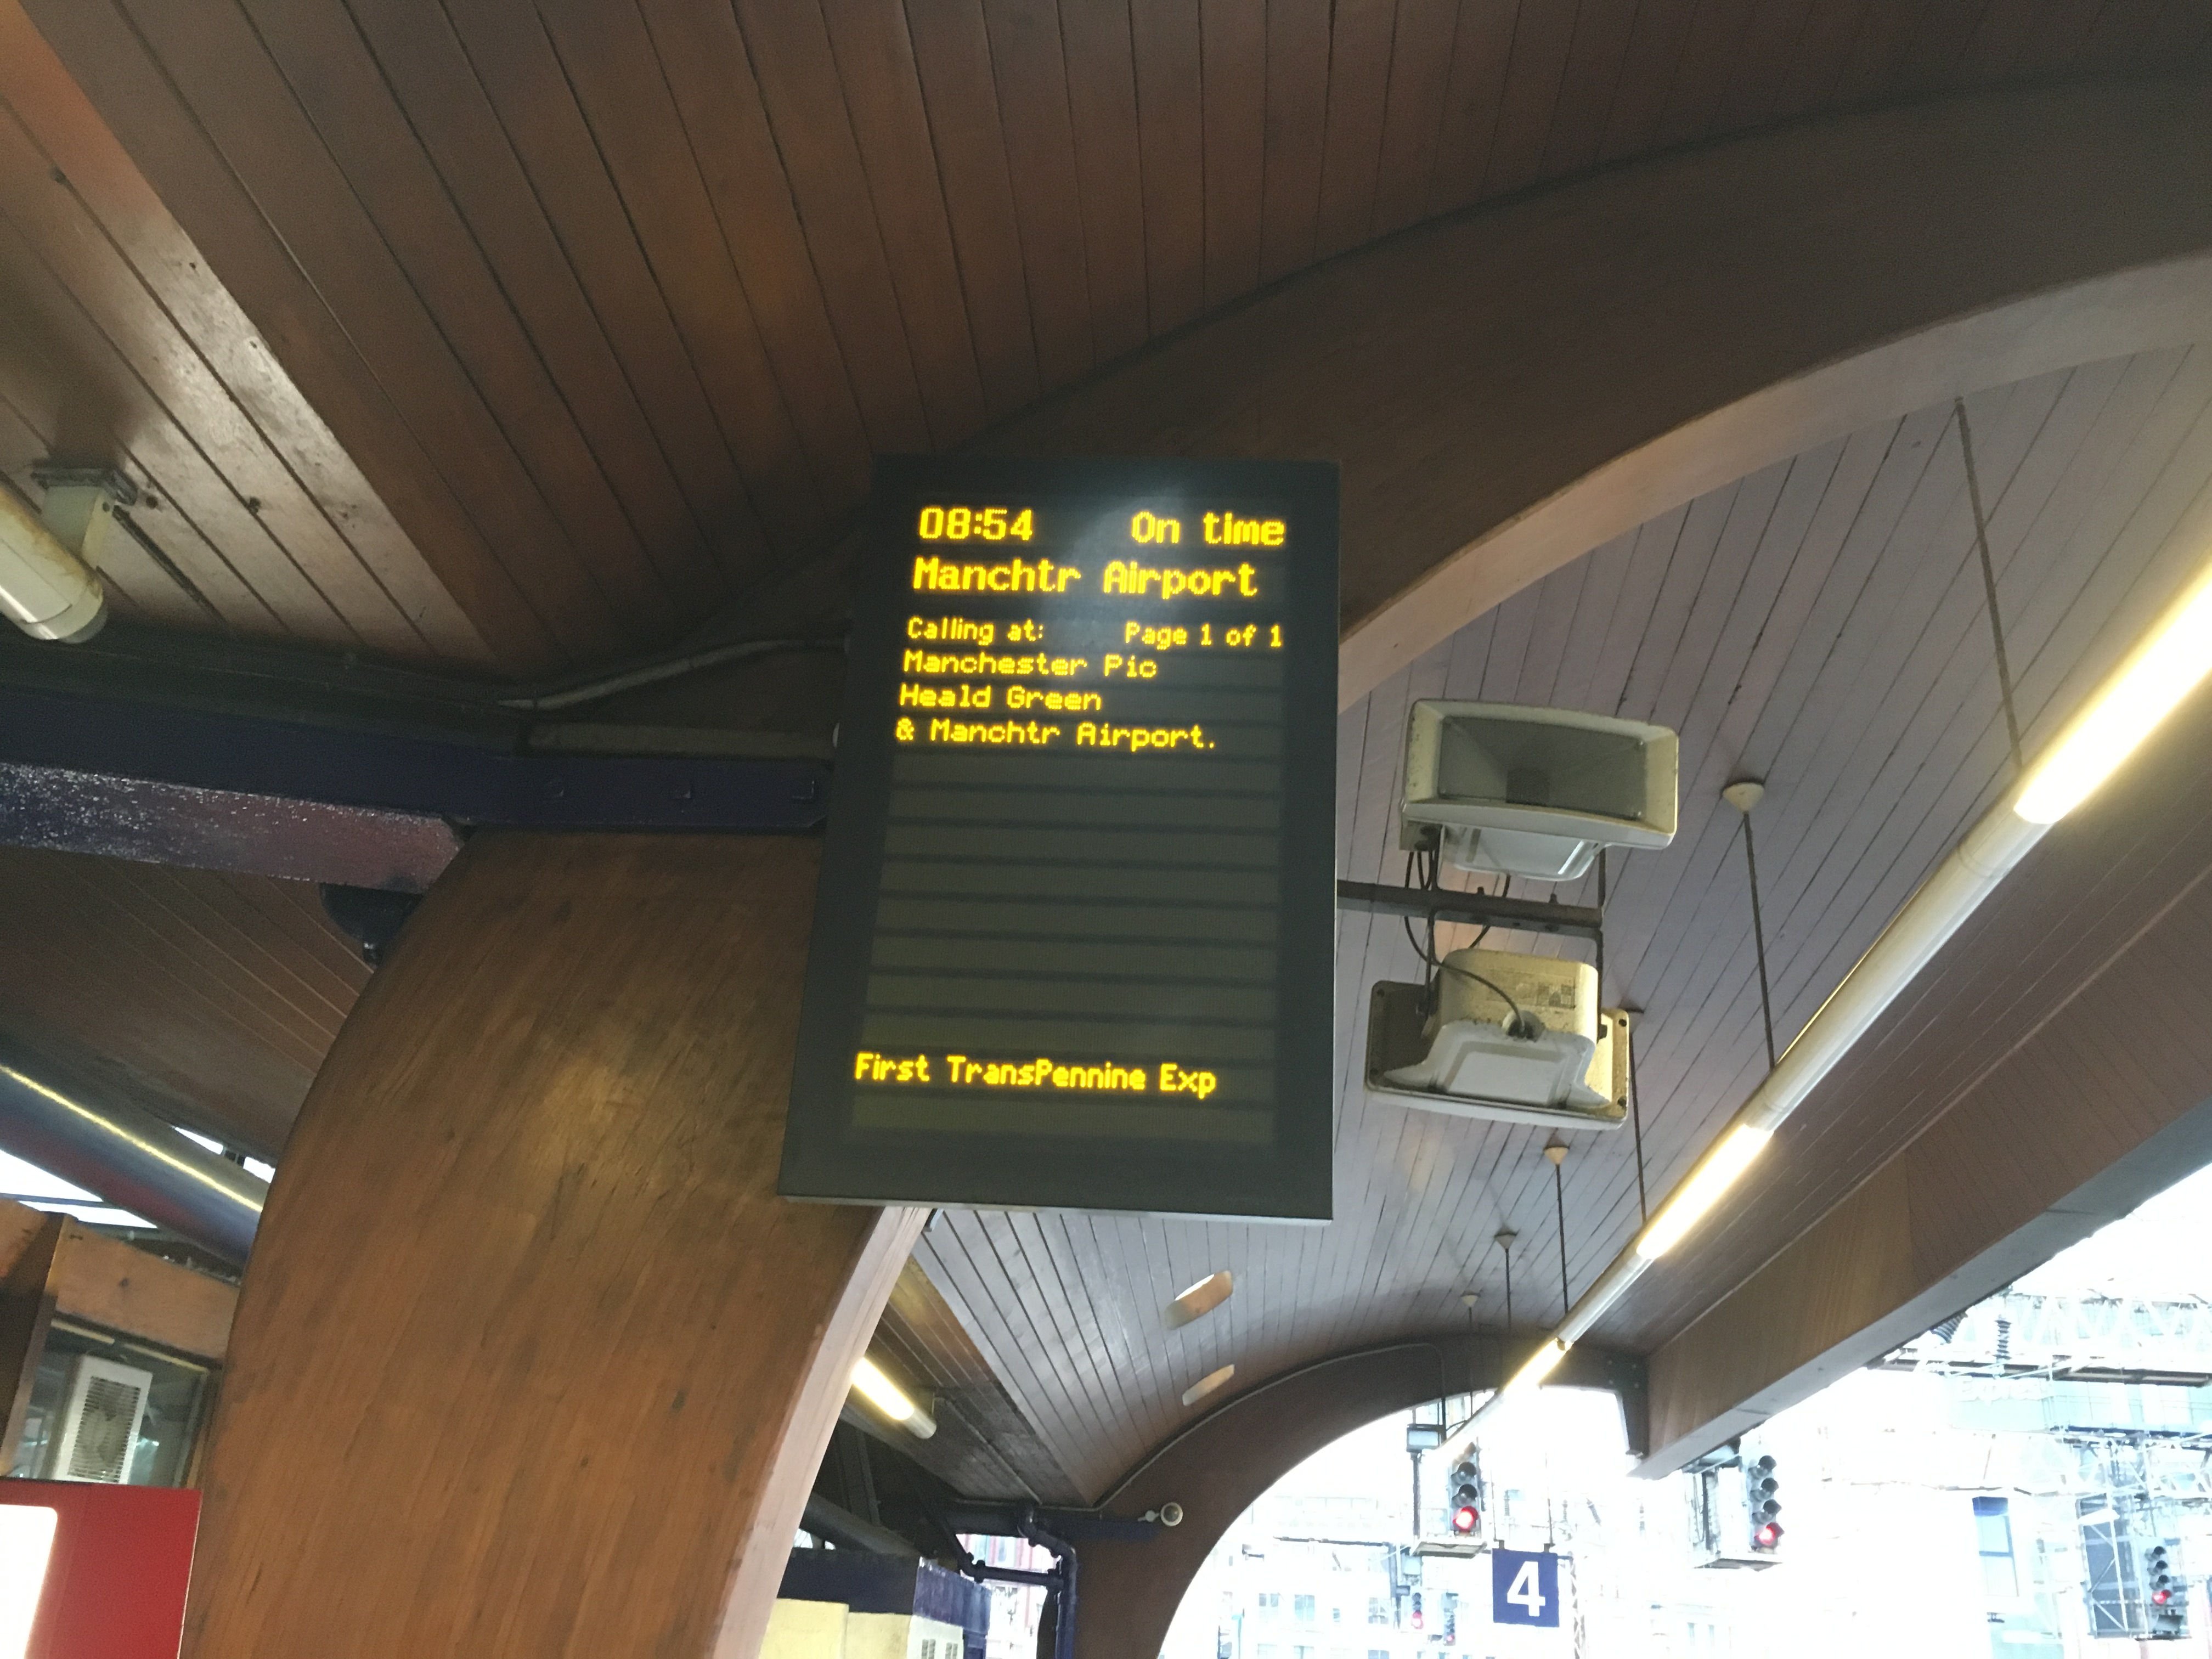 08:54 On time
Manchtr Airport
Calling at: Page 1 of 1
Manchester Pic
Heald Green
& Manchtr Airport.
First TransPennine Exp
4